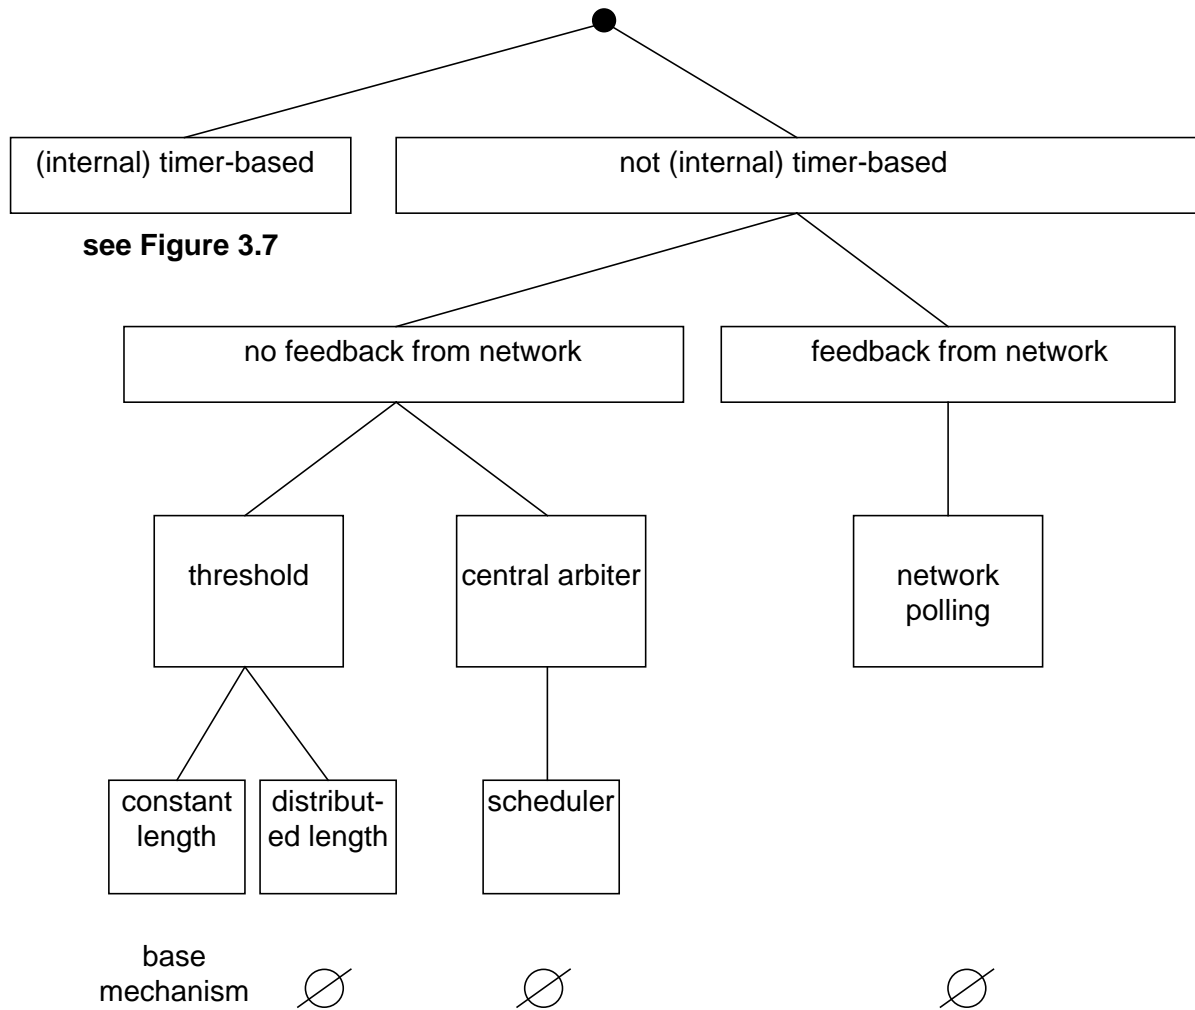 (internal) timer-based
not (internal) timer-based
see Figure 3.7
no feedback from network
feedback from network
threshold
central arbiter
network
polling
constant
length
distribut-
ed length
scheduler
base
mechanism